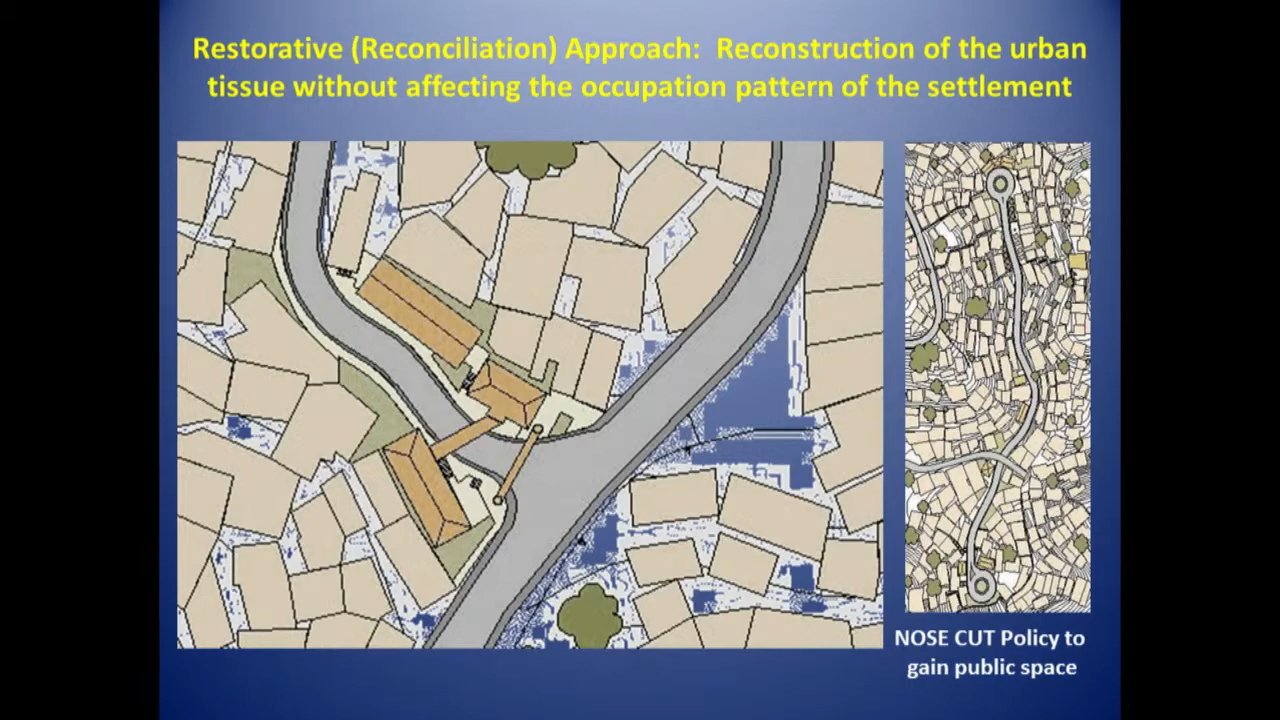 Restorative (Reconciliation) Approach:  Reconstruction of the urban
tissue without affecting the occupation pattern of the settlement
NOSE CUT Policy to
gain public space